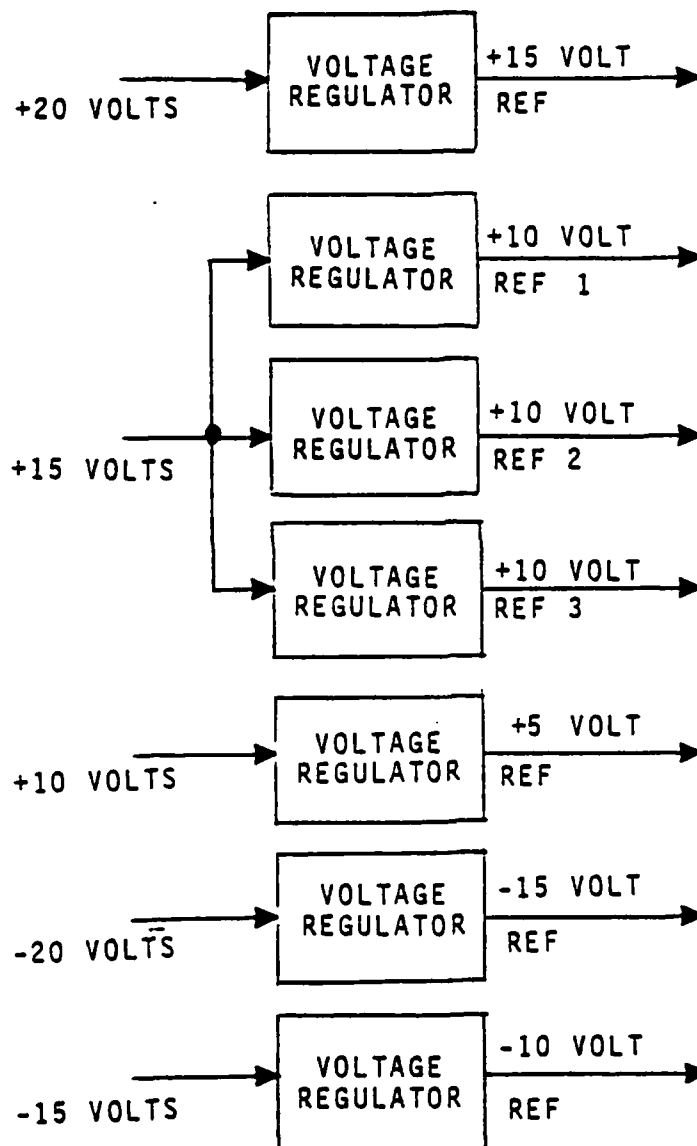 VOLTAGE
REGULATOR
+15 VOLT
REF
+20 VOLTS
VOLTAGE
REGULATOR
+10 VOLT
REF 1
VOLTAGE
REGULATOR
+10 VOLT
REF 2
+15 VOLTS
VOLTAGE
REGULATOR
+10 VOLT
REF 3
VOLTAGE
REGULATOR
+5 VOLT
REF
+10 VOLTS
VOLTAGE
REGULATOR
-15 VOLT
REF
-20 VOLTS
VOLTAGE
REGULATOR
-10 VOLT
REF
-15 VOLTS